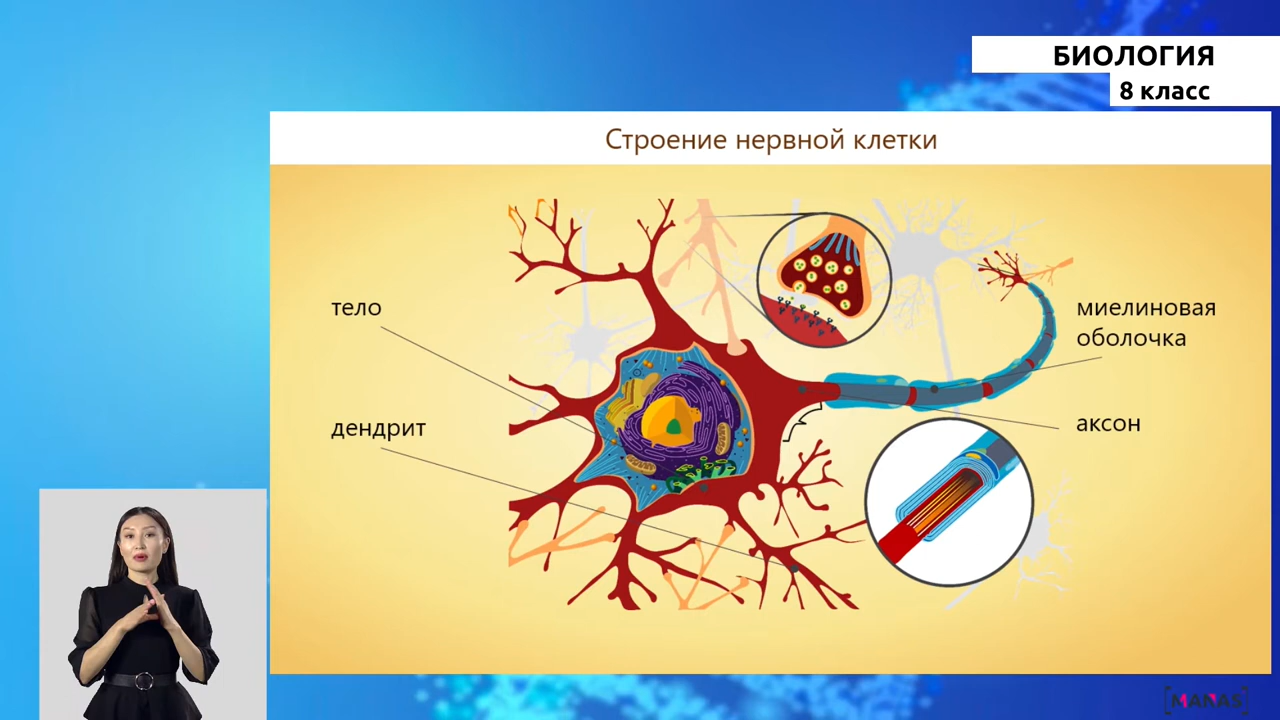 БИОЛОГИЯ
8 класс
Строение нервной клетки
тело
миелиновая
оболочка
дендрит
аксон
MANAS